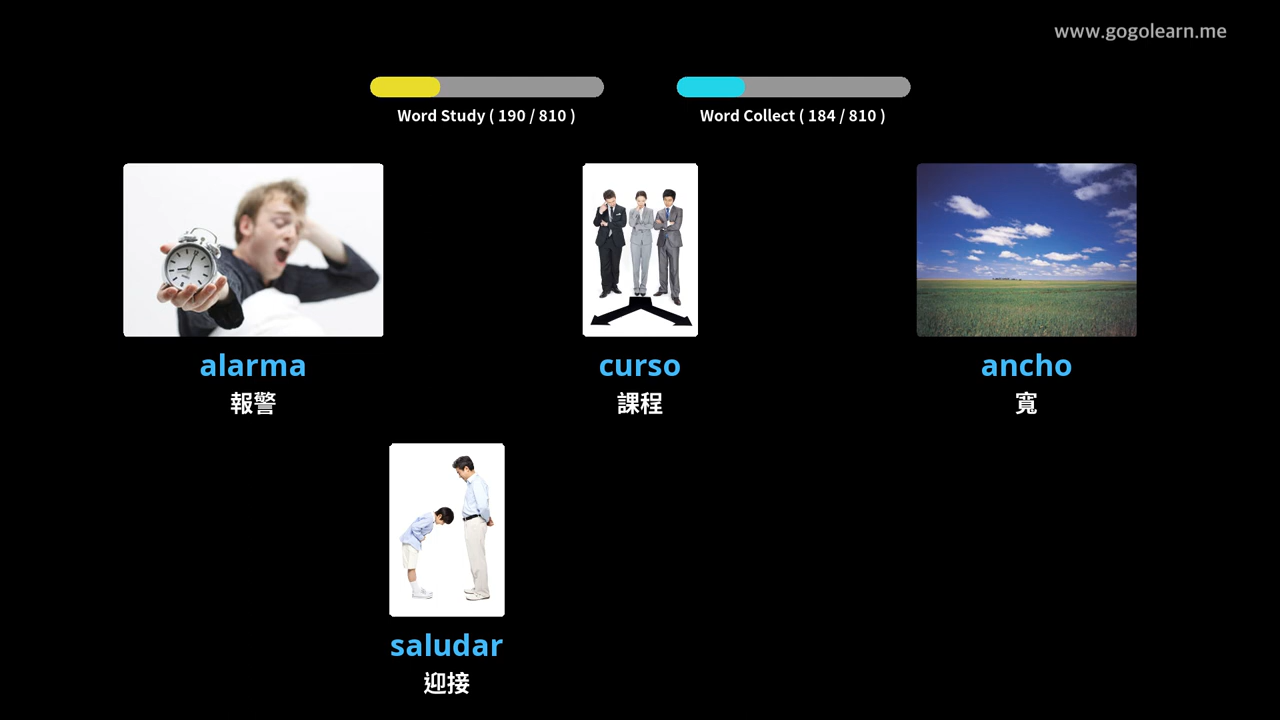 www.gogolearn.me
Word Study ( 190 / 810 )
Word Collect ( 184 / 810 )
alarma
報警
curso
課程
ancho
寬
saludar
迎接